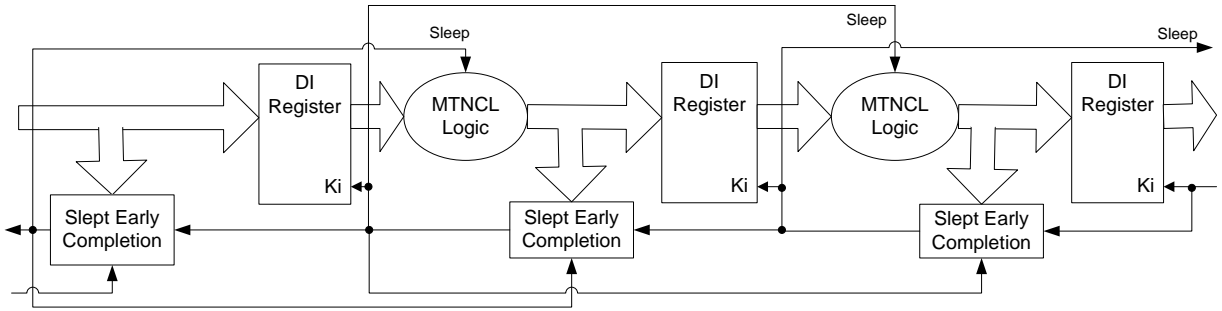 Sleep
Sleep
Sleep
DI
Register
Ki
MTNCL
Logic
DI
Register
Ki
MTNCL
Logic
DI
Register
Ki
Slept Early
Completion
Slept Early
Completion
Slept Early
Completion